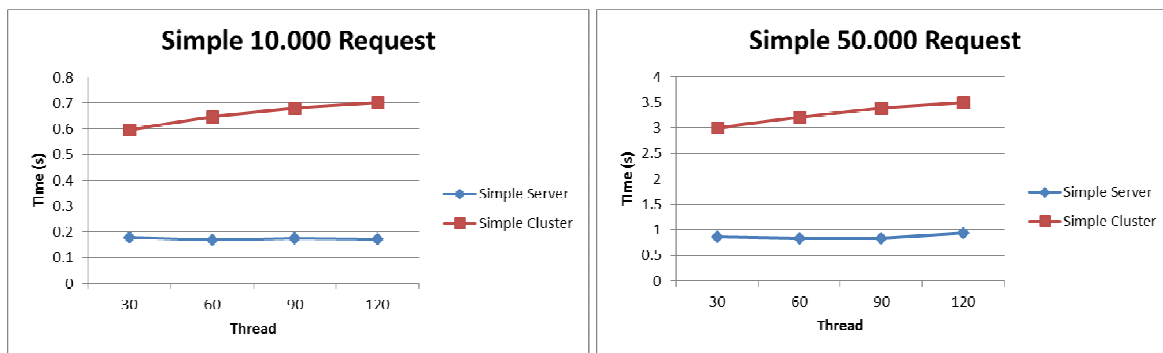 Simple 10.000 Request
0.8
0.7
0.6
0.5
0.4
0.3
0.2
0.1
0
Time (s)
30 60 90 120
Thread
Simple Server
Simple Cluster
Simple 50.000 Request
4
3.5
3
2.5
2
1.5
1
0.5
0
Time (s)
30 60 90 120
Thread
Simple Server
Simple Cluster